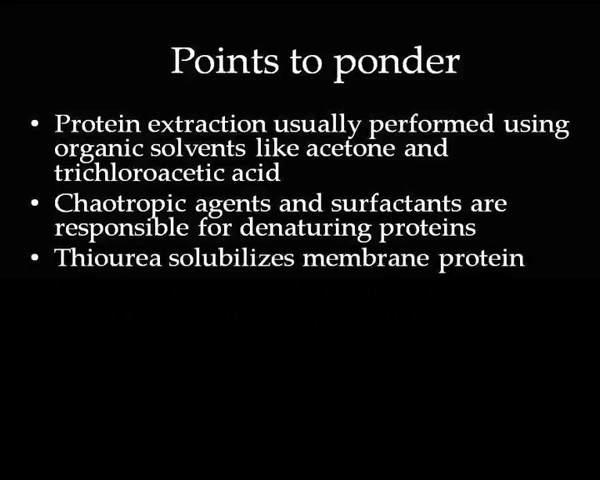 Points to ponder
• Protein extraction usually performed using
organic solvents like acetone and
trichloroacetic acid
• Chaotropic agents and surfactants are
responsible for denaturing proteins
• Thiourea solubilizes membrane protein